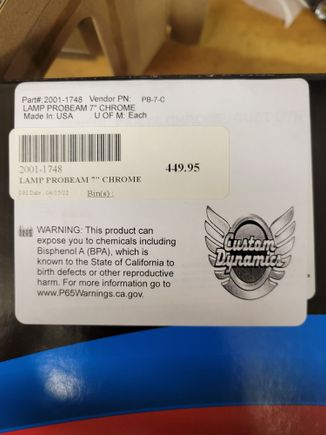 Part#: 2001-1748 Vendor PN: PB-7-C
LAMP PROBEAM 7" CHROME
Made In: USA U OF M: Each
2001-1748 449.95
LAMP PROBEAM 7" CHROME
Bin(s) :
WARNING: This product can
expose you to chemicals including
Bisphenol A (BPA), which is
known to the State of California to
birth defects or other reproductive
harm. For more information go to
www.P65Warnings.ca.gov.
Custom
Dynamics